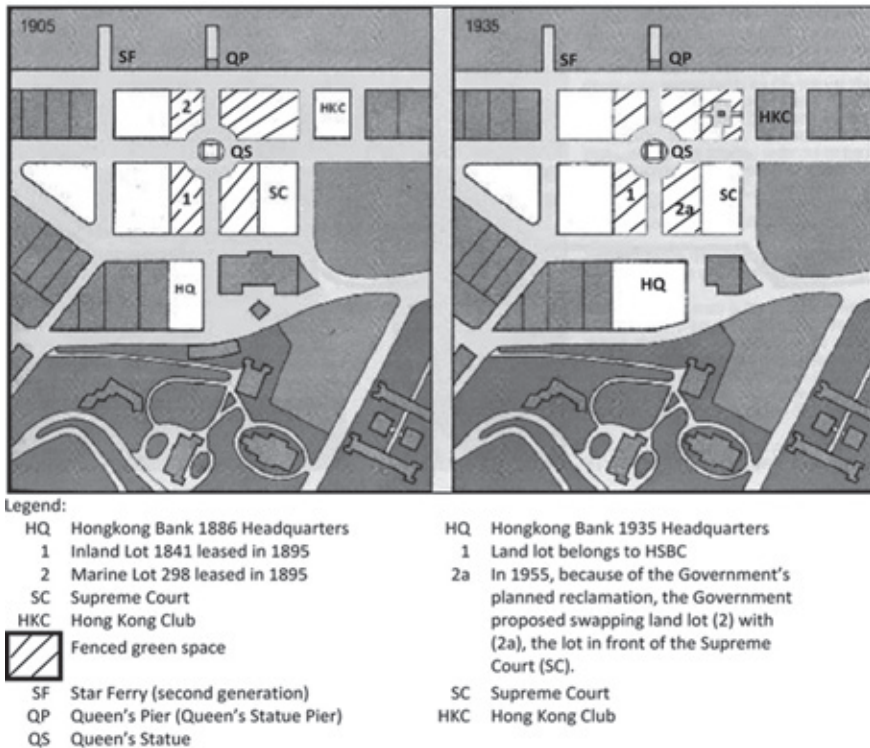 1905
SF
QP
2
HKC
QS
1
SC
HQ
1935
SF
QP
HKC
QS
1
2a
SC
HQ
Legend:
HQ Hongkong Bank 1886 Headquarters
1 Inland Lot 1841 leased in 1895
2 Marine Lot 298 leased in 1895
SC Supreme Court
HKC Hong Kong Club
Fenced green space
SF Star Ferry (second generation)
QP Queen's Pier (Queen's Statue Pier)
QS Queen's Statue
HQ Hongkong Bank 1935 Headquarters
1 Land lot belongs to HSBC
2a In 1955, because of the Government's
planned reclamation, the Government
proposed swapping land lot (2) with
(2a), the lot in front of the Supreme
Court (SC).
SC Supreme Court
HKC Hong Kong Club